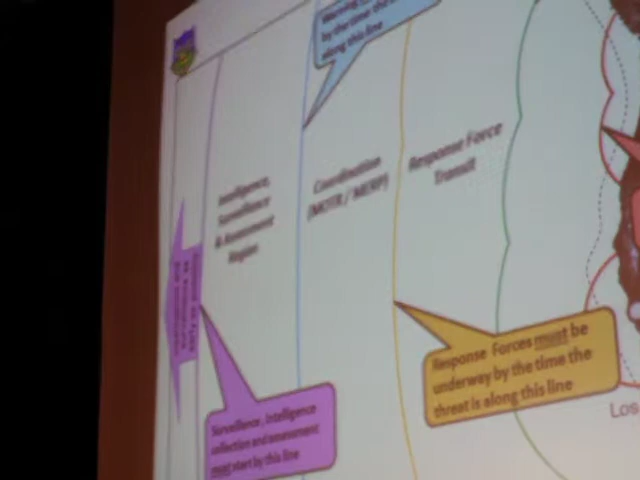 by the time the
along this line
Intelligence,
Surveillance
& Assessment
Region
Coordination
(MOTR / MERP)
Response Force
Transit
Response Forces must be
underway by the time the
threat is along this line
Surveillance, Intelligence
collection and assessment
must start by this line
Los